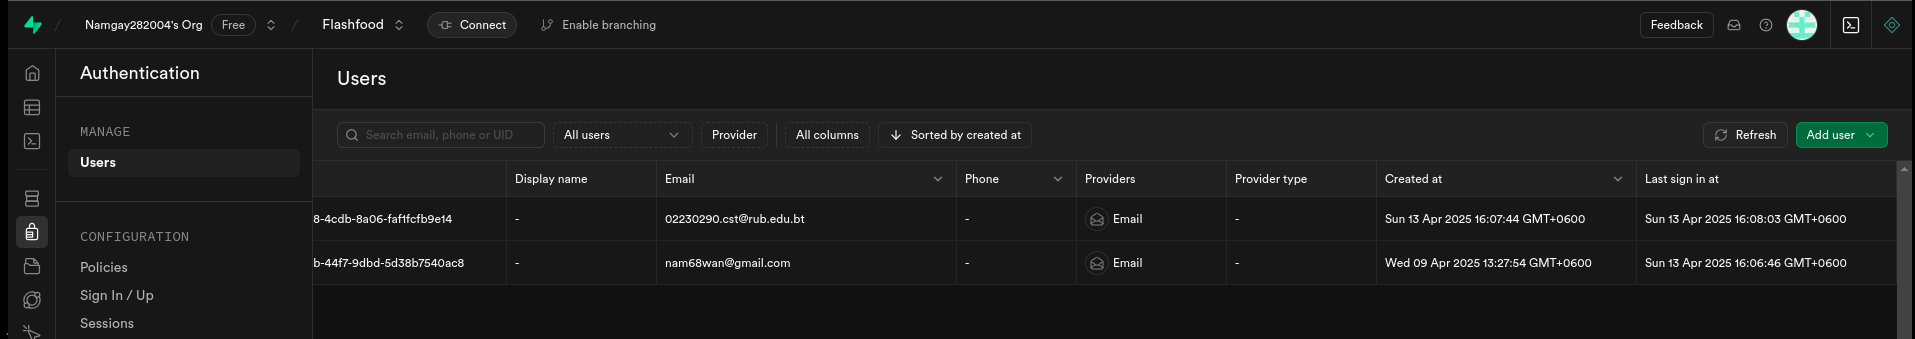 Namgay282004's Org Free Flashfood Connect Enable branching Feedback
Authentication
MANAGE
Users
CONFIGURATION
Policies
Sign In / Up
Sessions
Users
Search email, phone or UID All users Provider All columns Sorted by created at Refresh Add user
Display name Email Phone Providers Provider type Created at Last sign in at
8-4cdb-8a06-faf1fcfb9e14 - 02230290.cst@rub.edu.bt - Email - Sun 13 Apr 2025 16:07:44 GMT+0600 Sun 13 Apr 2025 16:08:03 GMT+0600
b-44f7-9dbd-5d38b7540ac8 - nam68wan@gmail.com - Email - Wed 09 Apr 2025 13:27:54 GMT+0600 Sun 13 Apr 2025 16:06:46 GMT+0600